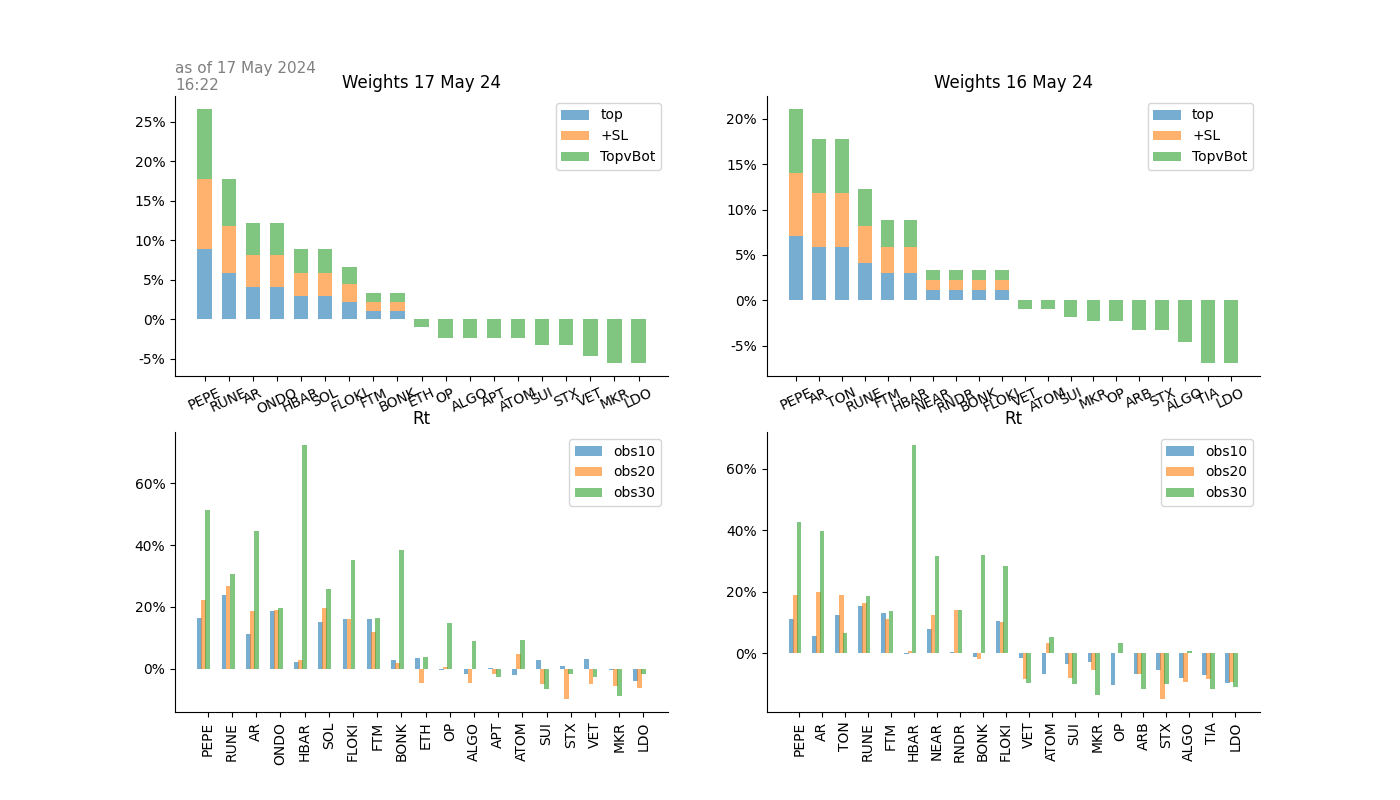 as of 17 May 2024
16:22
Weights 17 May 24
25%
20%
15%
10%
5%
0%
-5%
top
+SL
TopvBot
PEPE RUNE AR ONDO HBAR SOL FLOKI FTM BONK ETH OP ALGO APT ATOM SUI STX VET MKR LDO
Weights 16 May 24
20%
15%
10%
5%
0%
-5%
top
+SL
TopvBot
PEPE AR TON RUNE FTM HBAR NEAR RNDR BONK FLOKI VET ATOM SUI MKR OP ARB STX ALGO TIA LDO
Rt
60%
40%
20%
0%
obs10
obs20
obs30
PEPE RUNE AR ONDO HBAR SOL FLOKI FTM BONK ETH OP ALGO APT ATOM SUI STX VET MKR LDO
Rt
60%
40%
20%
0%
obs10
obs20
obs30
PEPE AR TON RUNE FTM HBAR NEAR RNDR BONK FLOKI VET ATOM SUI MKR OP ARB STX ALGO TIA LDO